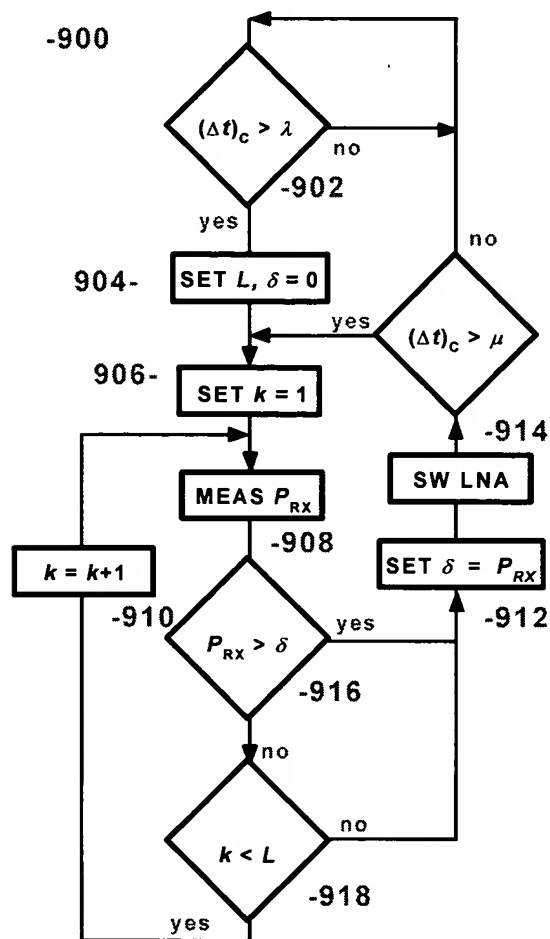 -900
(Δt)C > λ
no
-902
yes
no
904-
SET L, δ = 0
yes
(Δt)C > μ
906-
SET k = 1
-914
MEAS PRX
SW LNA
-908
k = k+1
SET δ = PRX
-910
-912
PRX > δ
yes
-916
no
k < L
no
-918
yes